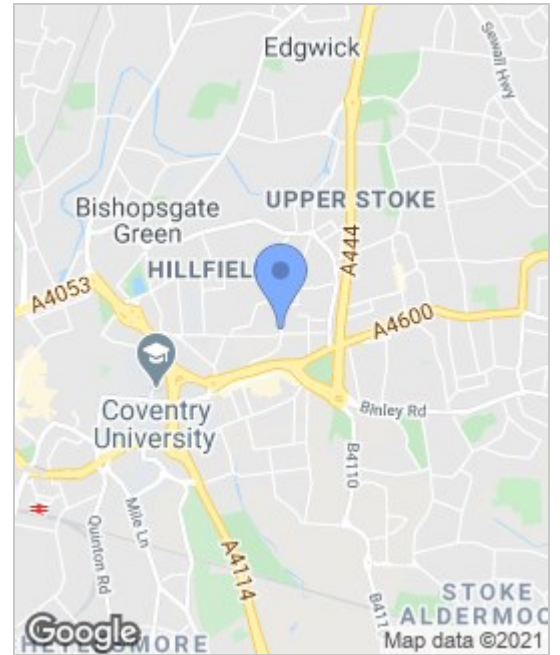 Edgwick
Sewall Hwy
UPPER STOKE
Bishopsgate
Green
A444
HILLFIEL
A4053
A4600
Coventry
University
Binley Rd
B4110
Mile Ln
Quinton Rd
A4114
STOKE
ALDERMOO
B411
HEYLESMORE
Google
Map data ©2021